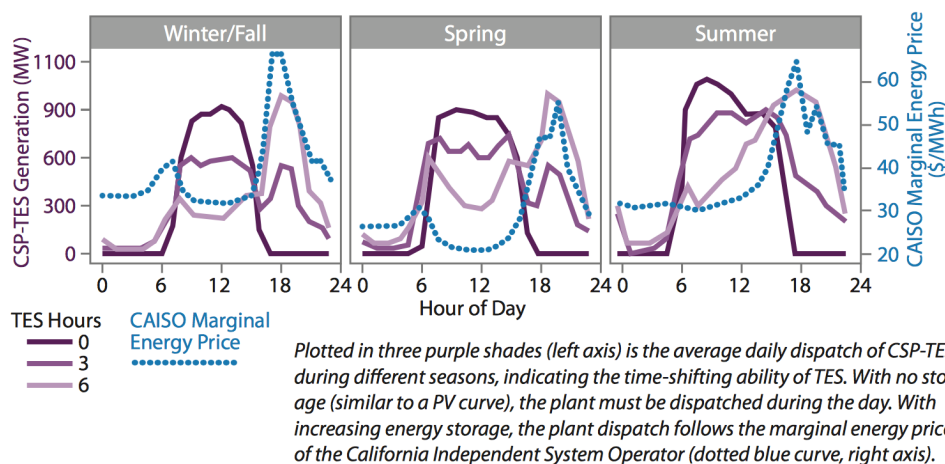 Winter/Fall Spring Summer
CSP-TES Generation (MW)
1100
900
600
300
0
60
50
40
30
20
CAISO Marginal Energy Price
($/MWh)
0 6 12 18 24 0 6 12 18 24 0 6 12 18 24
Hour of Day
TES Hours
0
3
6
CAISO Marginal
Energy Price
Plotted in three purple shades (left axis) is the average daily dispatch of CSP-TE
during different seasons, indicating the time-shifting ability of TES. With no sto
age (similar to a PV curve), the plant must be dispatched during the day. With
increasing energy storage, the plant dispatch follows the marginal energy price
of the California Independent System Operator (dotted blue curve, right axis).